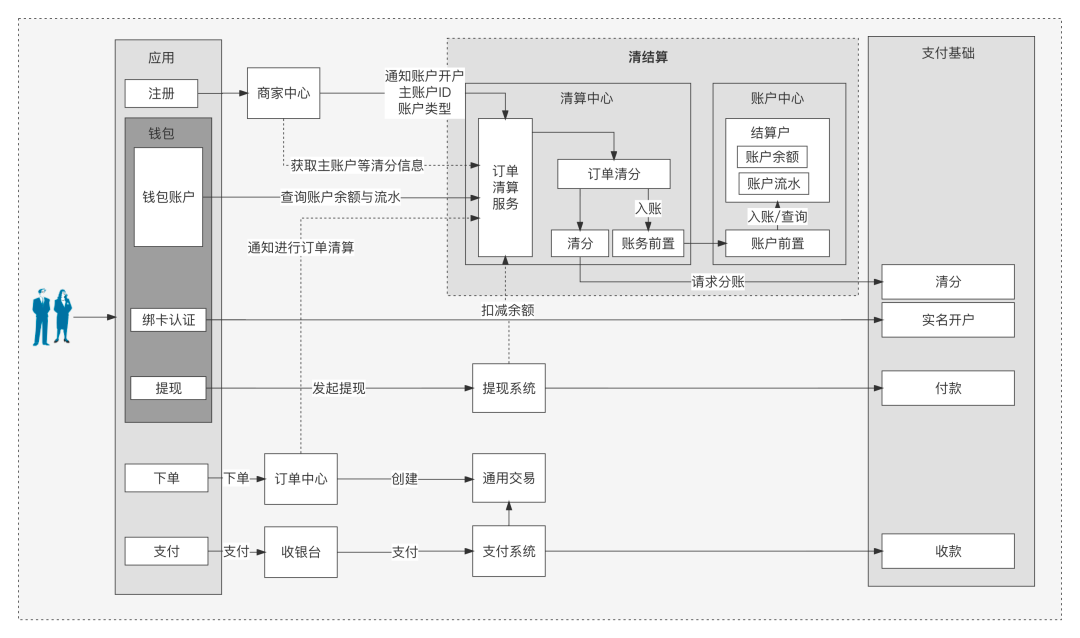 应用
注册
钱包
钱包账户
绑卡认证
提现
下单
支付
商家中心
通知账户开户
主账户ID
账户类型
获取主账户等清分信息
查询账户余额与流水
通知进行订单清算
清结算
清算中心
订单
清算
服务
订单清分
入账
清分
账务前置
账户中心
结算户
账户余额
账户流水
入账/查询
账户前置
请求分账
扣减余额
发起提现
提现系统
下单
订单中心
创建
通用交易
支付
收银台
支付
支付系统
支付基础
清分
实名开户
付款
收款